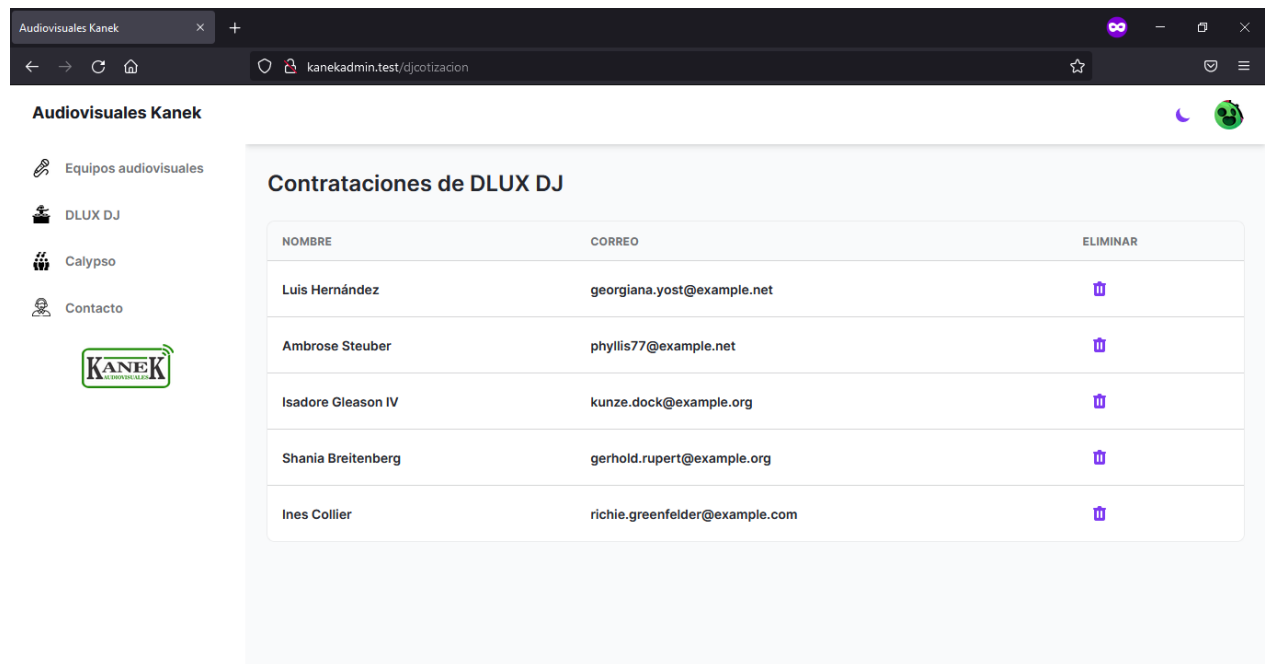 Audiovisuales Kanek
kanekadmin.test/djcotizacion
Audiovisuales Kanek
Equipos audiovisuales
DLUX DJ
Calypso
Contacto
KANEK
AUDIOVISUALES
Contrataciones de DLUX DJ
NOMBRE CORREO ELIMINAR
Luis Hernández georgiana.yost@example.net
Ambrose Steuber phyllis77@example.net
Isadore Gleason IV kunze.dock@example.org
Shania Breitenberg gerhold.rupert@example.org
Ines Collier richie.greenfelder@example.com